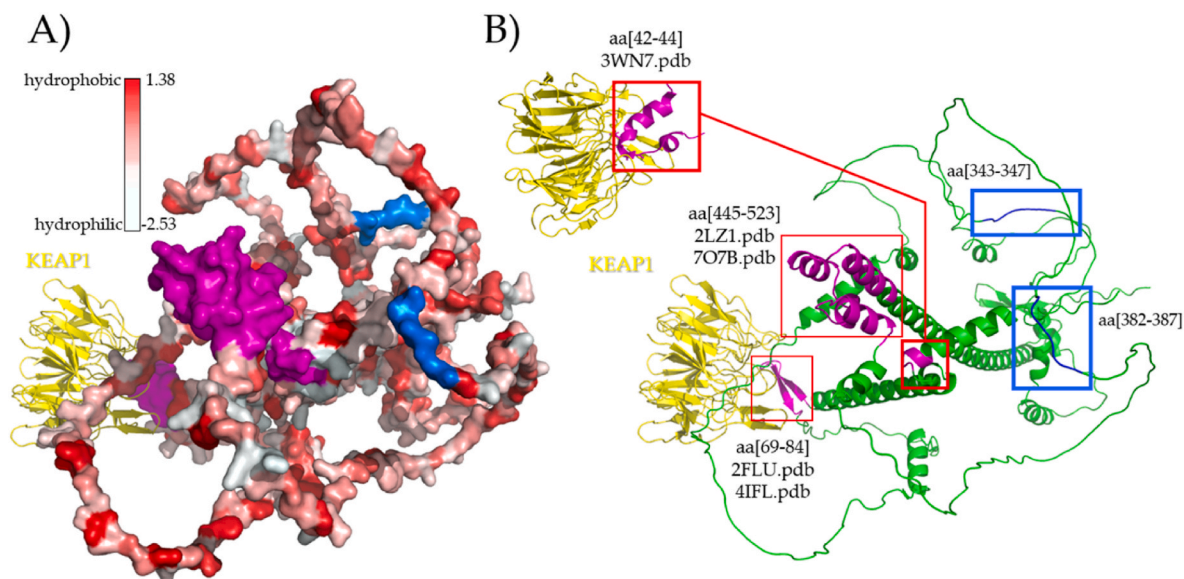 A)
hydrophobic 1.38
hydrophilic -2.53
KEAP1
B)
aa[42-44]
3WN7.pdb
aa[343-347]
aa[445-523]
2LZ1.pdb
7O7B.pdb
KEAP1
aa[382-387]
aa[69-84]
2FLU.pdb
4IFL.pdb